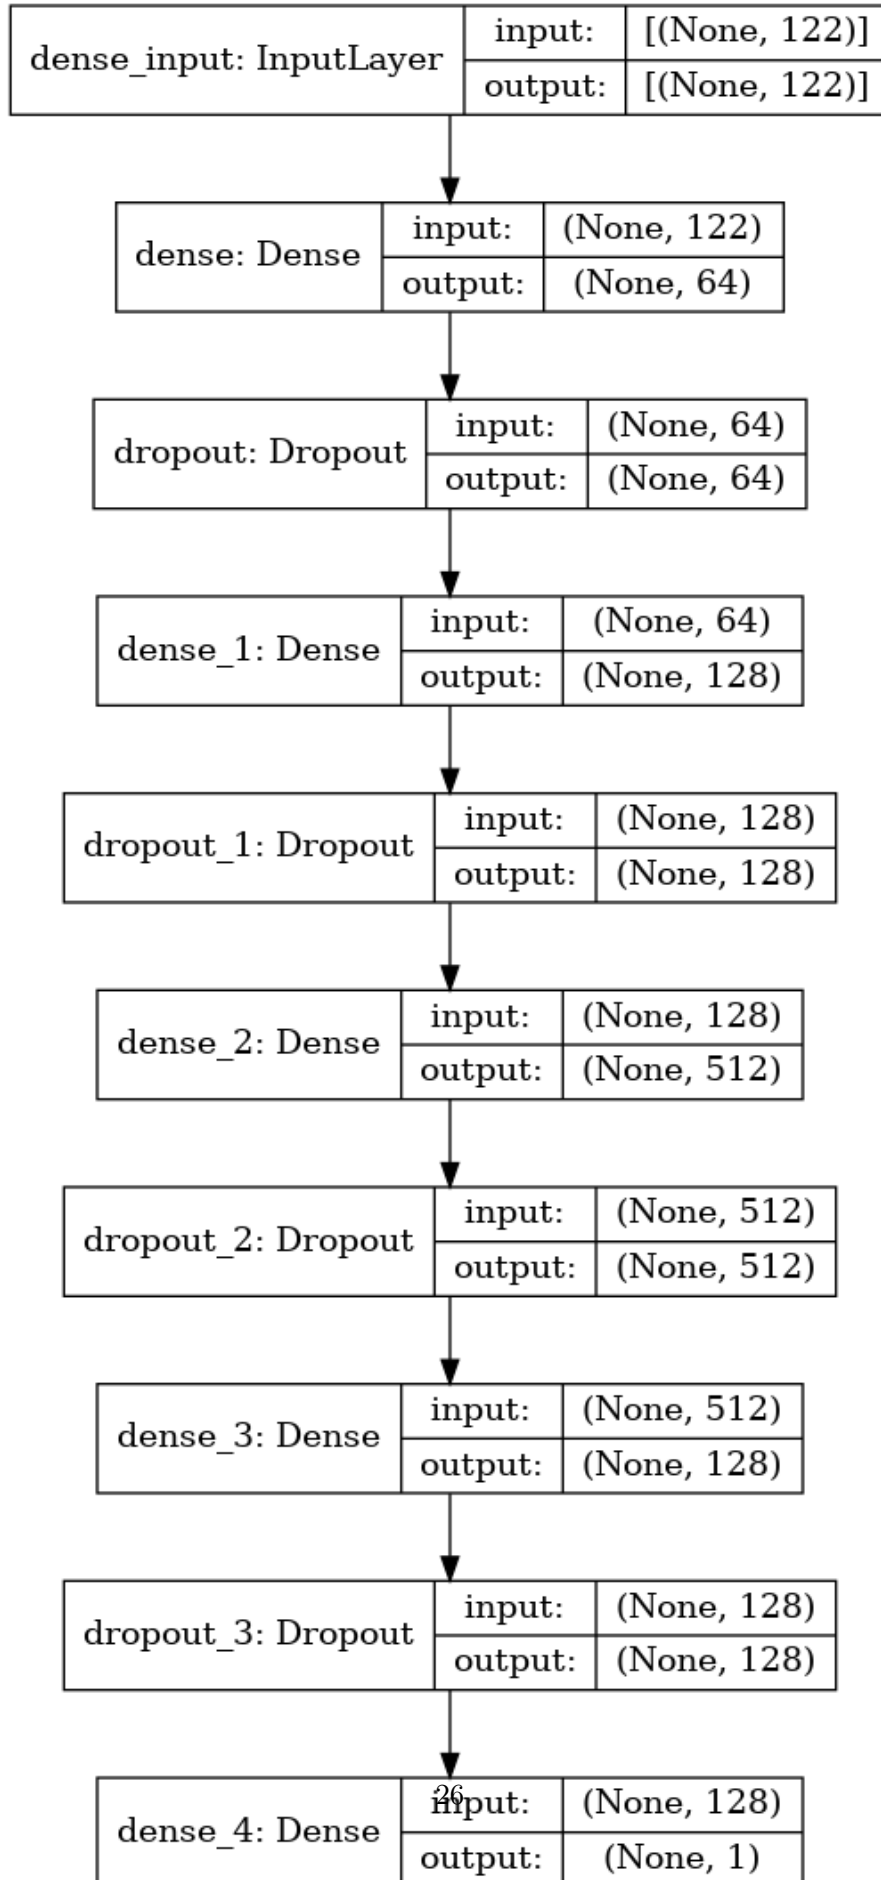 dense_input: InputLayer
input: [(None, 122)]
output: [(None, 122)]
dense: Dense
input: (None, 122)
output: (None, 64)
dropout: Dropout
input: (None, 64)
output: (None, 64)
dense_1: Dense
input: (None, 64)
output: (None, 128)
dropout_1: Dropout
input: (None, 128)
output: (None, 128)
dense_2: Dense
input: (None, 128)
output: (None, 512)
dropout_2: Dropout
input: (None, 512)
output: (None, 512)
dense_3: Dense
input: (None, 512)
output: (None, 128)
dropout_3: Dropout
input: (None, 128)
output: (None, 128)
dense_4: Dense
26
input: (None, 128)
output: (None, 1)